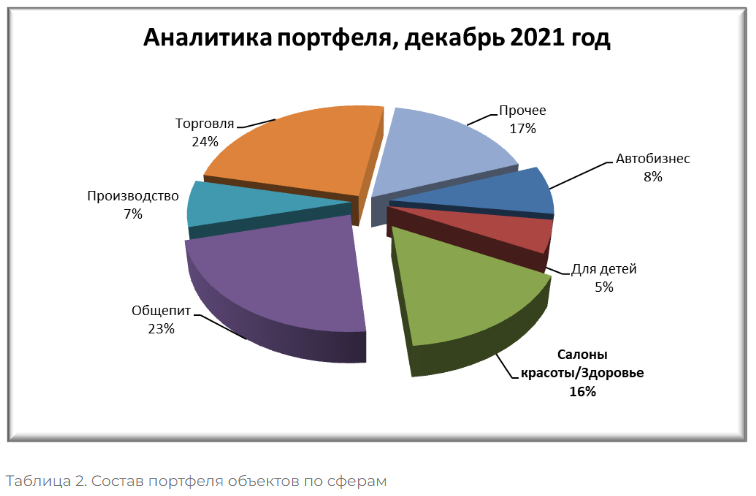 Аналитика портфеля, декабрь 2021 год
Прочее
17%
Торговля
24%
Автобизнес
8%
Производство
7%
Для детей
5%
Общепит
23%
Салоны
красоты/Здоровье
16%
Таблица 2. Состав портфеля объектов по сферам